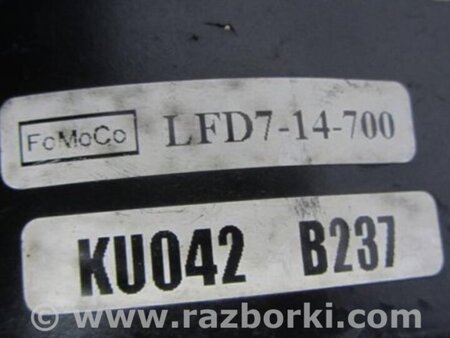 FoMoCo LFD7-14-700
KU042 B237
© www.razborki.com